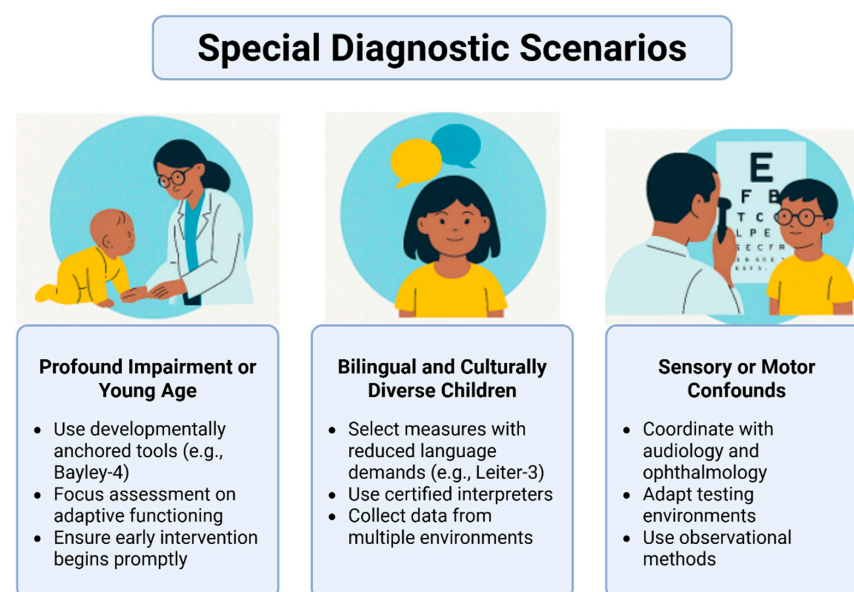 Special Diagnostic Scenarios
E
F B
T C
L P E
S E C F R
Profound Impairment or
Young Age
• Use developmentally
anchored tools (e.g.,
Bayley-4)
• Focus assessment on
adaptive functioning
• Ensure early intervention
begins promptly
Bilingual and Culturally
Diverse Children
• Select measures with
reduced language
demands (e.g., Leiter-3)
• Use certified interpreters
• Collect data from
multiple environments
Sensory or Motor
Confounds
• Coordinate with
audiology and
ophthalmology
• Adapt testing
environments
• Use observational
methods